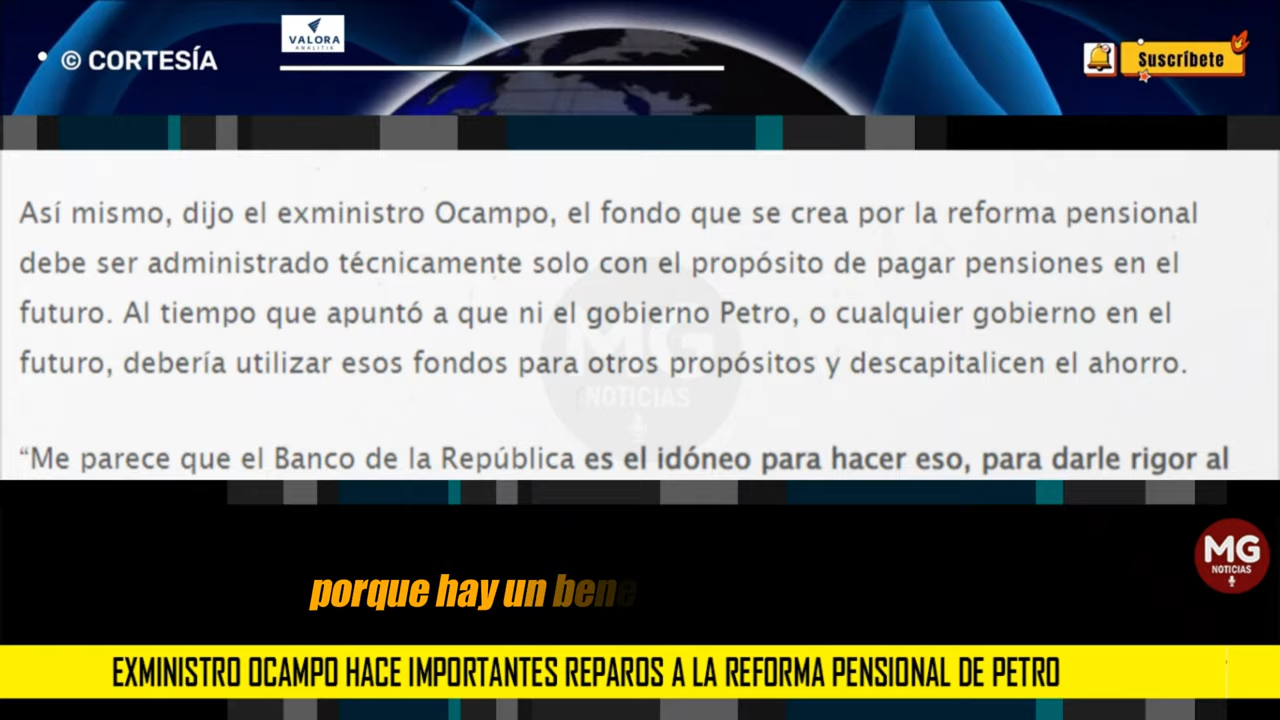 © CORTESÍA
VALORA
ANALITIK
Suscríbete
Así mismo, dijo el exministro Ocampo, el fondo que se crea por la reforma pensional
debe ser administrado técnicamente solo con el propósito de pagar pensiones en el
futuro. Al tiempo que apuntó a que ni el gobierno Petro, o cualquier gobierno en el
futuro, debería utilizar esos fondos para otros propósitos y descapitalicen el ahorro.
MG
NOTICIAS
“Me parece que el Banco de la República es el idóneo para hacer eso, para darle rigor al
MG
NOTICIAS
porque hay un bene
EXMINISTRO OCAMPO HACE IMPORTANTES REPAROS A LA REFORMA PENSIONAL DE PETRO